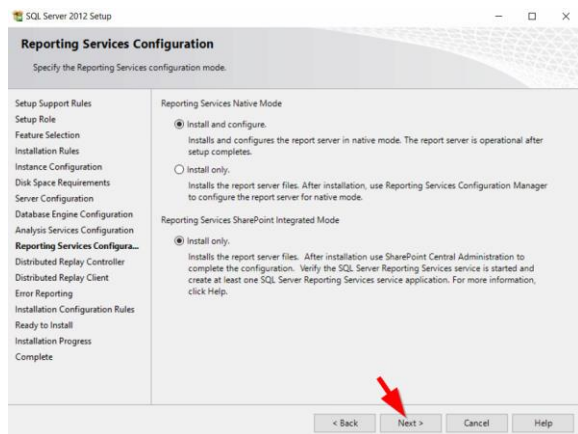 SQL Server 2012 Setup
Reporting Services Configuration
Specify the Reporting Services configuration mode.
Setup Support Rules
Setup Role
Feature Selection
Installation Rules
Instance Configuration
Disk Space Requirements
Server Configuration
Database Engine Configuration
Analysis Services Configuration
Reporting Services Configura...
Distributed Replay Controller
Distributed Replay Client
Error Reporting
Installation Configuration Rules
Ready to Install
Installation Progress
Complete
Reporting Services Native Mode
Install and configure.
Installs and configures the report server in native mode. The report server is operational after
setup completes.
Install only.
Installs the report server files. After installation, use Reporting Services Configuration Manager
to configure the report server for native mode.
Reporting Services SharePoint Integrated Mode
Install only.
Installs the report server files. After installation use SharePoint Central Administration to
complete the configuration. Verify the SQL Server Reporting Services service is started and
create at least one SQL Server Reporting Services service application. For more information,
click Help.
< Back Next > Cancel Help